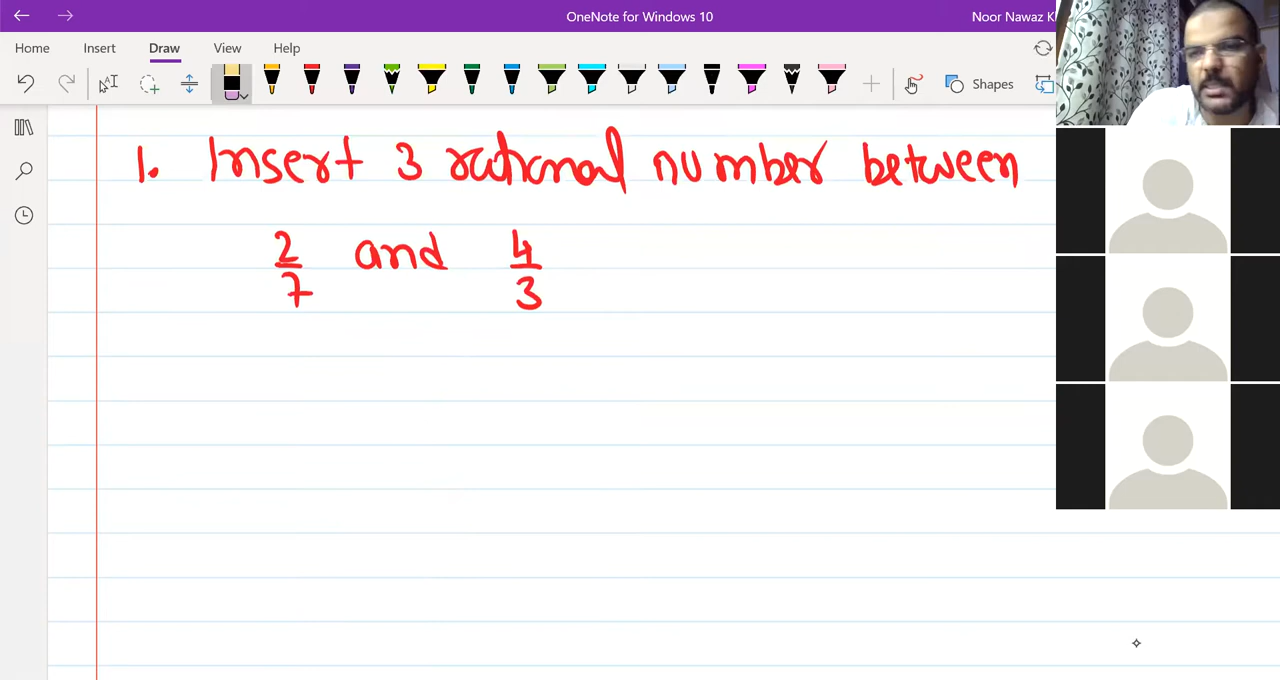 OneNote for Windows 10
Noor Nawaz K
Home Insert Draw View Help
Shapes
1. Insert 3 rational number between
2/7 and 4/3